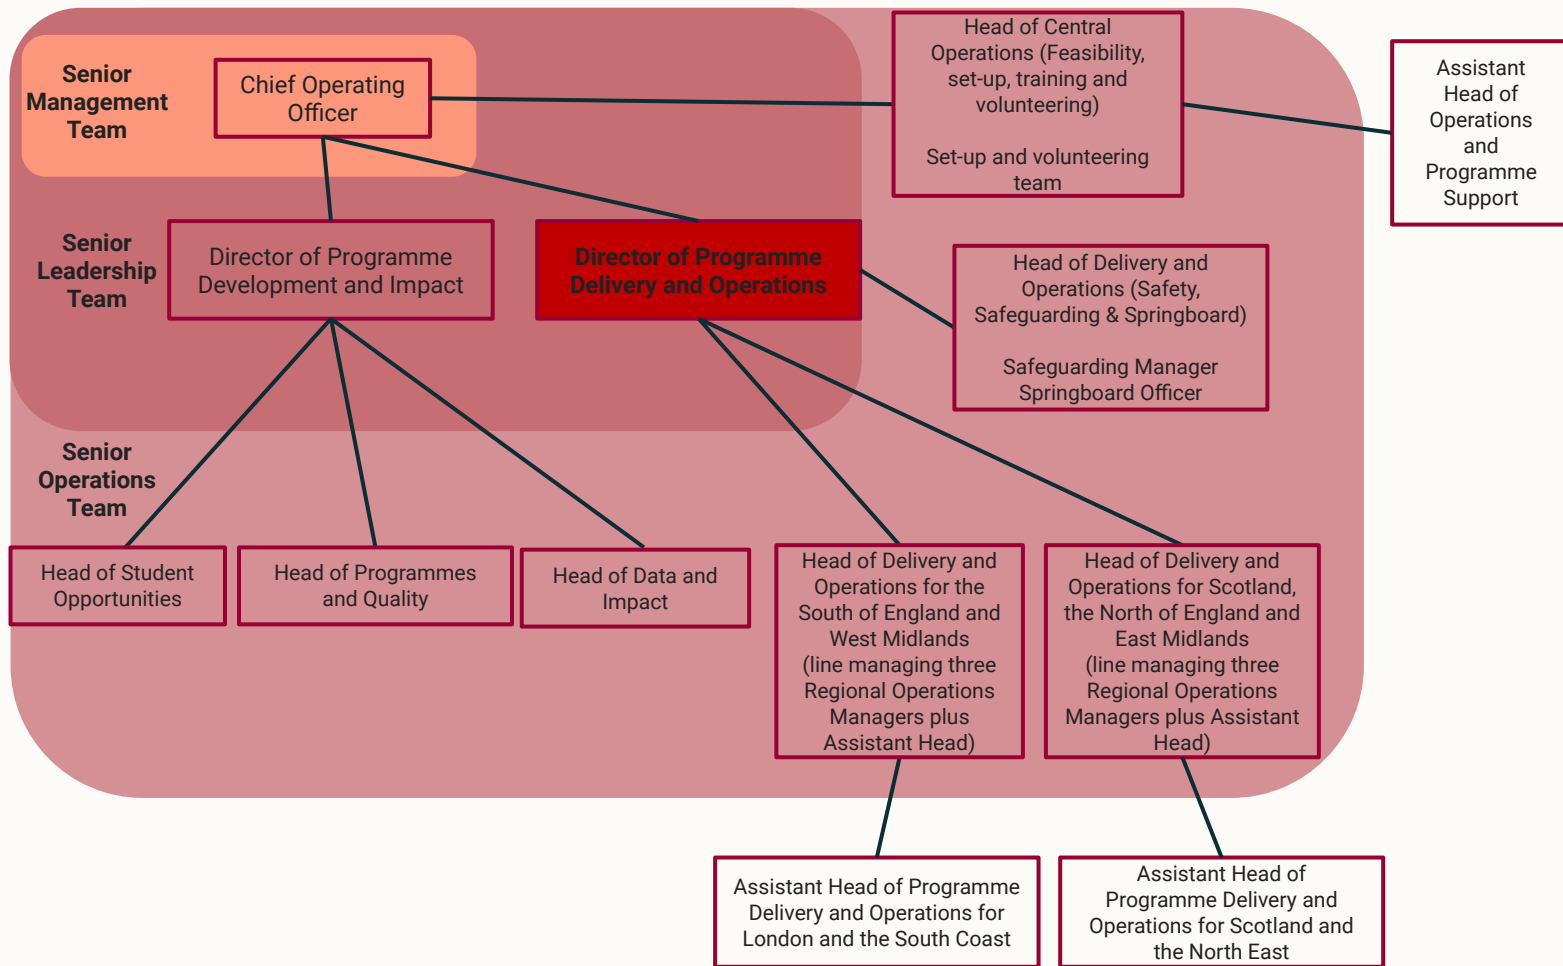 Senior
Management
Team
Chief Operating
Officer
Head of Central
Operations (Feasibility,
set-up, training and
volunteering)
Set-up and volunteering
team
Assistant
Head of
Operations
and
Programme
Support
Senior
Leadership
Team
Director of Programme
Development and Impact
Director of Programme
Delivery and Operations
Head of Delivery and
Operations (Safety,
Safeguarding & Springboard)
Safeguarding Manager
Springboard Officer
Senior
Operations
Team
Head of Student
Opportunities
Head of Programmes
and Quality
Head of Data and
Impact
Head of Delivery and
Operations for the
South of England and
West Midlands
(line managing three
Regional Operations
Managers plus
Assistant Head)
Head of Delivery and
Operations for Scotland,
the North of England and
East Midlands
(line managing three
Regional Operations
Managers plus Assistant
Head)
Assistant Head of Programme
Delivery and Operations for
London and the South Coast
Assistant Head of
Programme Delivery and
Operations for Scotland and
the North East